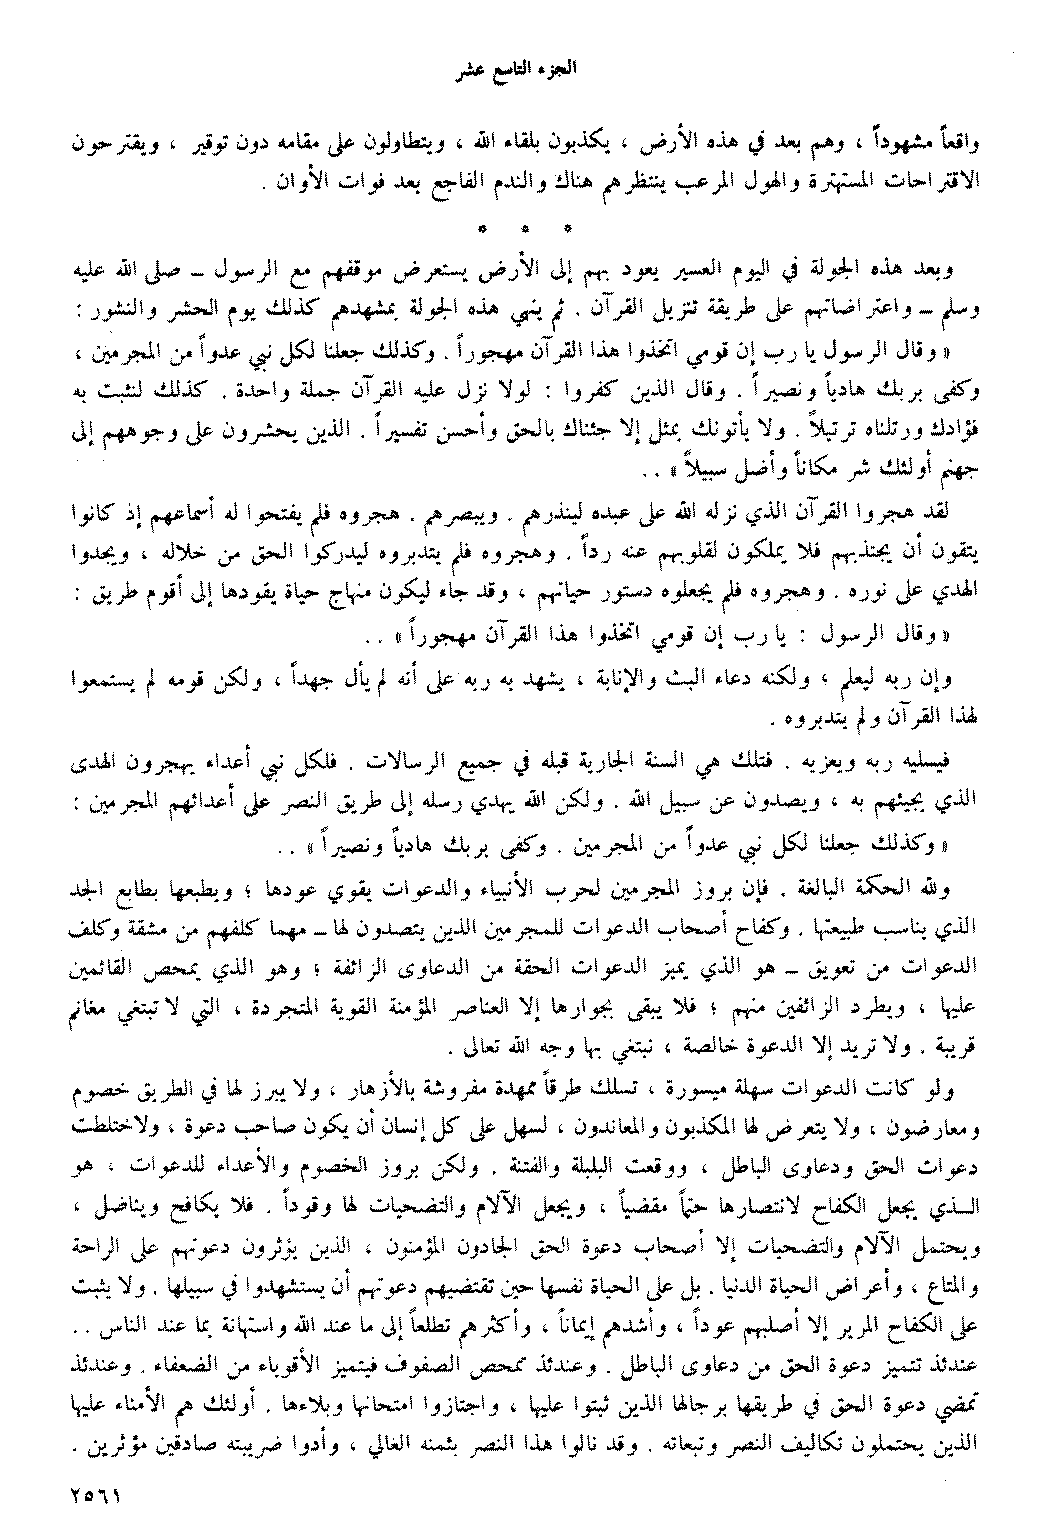 الجزء التاسع عشر
واقعاً مشهوداً ، وهم بعد في هذه الأرض ، يكذبون بلقاء الله ، ويتطاولون على مقامه دون توقير ، ويقترحون
الاقتراحات المستهترة والهول المرعب ينتظرهم هناك والندم الفاجع بعد فوات الأوان .
* * *
وبعد هذه الجولة في اليوم العسير يعود بهم إلى الأرض يستعرض موقفهم مع الرسول – صلى الله عليه
وسلم – واعتراضاتهم على طريقة تنزيل القرآن . ثم ينهي هذه الجولة بمشهدهم كذلك يوم الحشر والنشور :
« وقال الرسول يا رب إن قومي اتخذوا هذا القرآن مهجوراً . وكذلك جعلنا لكل نبي عدواً من المجرمين ،
وكفى بربك هادياً ونصيراً . وقال الذين كفروا : لولا نزل عليه القرآن جملة واحدة . كذلك لنثبت به
فؤادك ورتلناه ترتيلاً . ولا يأتونك بمثل إلا جئناك بالحق وأحسن تفسيراً . الذين يحشرون على وجوههم إلى
جهنم أولئك شر مكاناً وأضل سبيلاً » . .
لقد هجروا القرآن الذي نزله الله على عبده لينذرهم . ويبصرهم . هجروه فلم يفتحوا له أسماعهم إذ كانوا
يتقون أن يجتذبهم فلا يملكون لقلوبهم عنه رداً . وهجروه فلم يتدبروه ليدركوا الحق من خلاله ، ويجدوا
الهدي على نوره . وهجروه فلم يجعلوه دستور حياتهم ، وقد جاء ليكون منهاج حياة يقودها إلى أقوم طريق :
« وقال الرسول : يا رب إن قومي اتخذوا هذا القرآن مهجوراً » . .
وإن ربه ليعلم ؛ ولكنه دعاء البث والإنابة ، يشهد به ربه على أنه لم يأل جهداً ، ولكن قومه لم يستمعوا
لهذا القرآن ولم يتدبروه .
فيسليه ربه ويعزيه . فتلك هي السنة الجارية قبله في جميع الرسالات . فلكل نبي أعداء يهجرون الهدى
الذي يجيئهم به ، ويصدون عن سبيل الله . ولكن الله يهدي رسله إلى طريق النصر على أعدائهم المجرمين :
« وكذلك جعلنا لكل نبي عدواً من المجرمين . وكفى بربك هادياً ونصيراً » . .
ولله الحكمة البالغة . فإن بروز المجرمين لحرب الأنبياء والدعوات يقوي عودها ؛ ويطبعها بطابع الجد
الذي يناسب طبيعتها . وكفاح أصحاب الدعوات للمجرمين الذين يتصدون لها – مهما كلفهم من مشقة وكلف
الدعوات من تعويق – هو الذي يميز الدعوات الحقة من الدعاوى الزائفة ؛ وهو الذي يمحص القائمين
عليها ، ويطرد الزائفين منهم ؛ فلا يبقى بجوارها إلا العناصر المؤمنة القوية المتجردة ، التي لا تبتغي مغانم
قريبة . ولا تريد إلا الدعوة خالصة ، نبتغي بها وجه الله تعالى .
ولو كانت الدعوات سهلة ميسورة ، تسلك طرقاً ممهدة مفروشة بالأزهار ، ولا يبرز لها في الطريق خصوم
ومعارضون ، ولا يتعرض لها المكذبون والمعاندون ، لسهل على كل إنسان أن يكون صاحب دعوة ، ولاختلطت
دعوات الحق ودعاوى الباطل ، ووقعت البلبلة والفتنة . ولكن بروز الخصوم والأعداء للدعوات ، هو
الـذي يجعل الكفاح لانتصارها حتماً مقضياً ، ويجعل الآلام والتضحيات لها وقوداً . فلا يكافح ويناضل ،
ويحتمل الآلام والتضحيات إلا أصحاب دعوة الحق الجادون المؤمنون ، الذين يؤثرون دعوتهم على الراحة
والمتاع ، وأعراض الحياة الدنيا . بل على الحياة نفسها حين تقتضيهم دعوتهم أن يستشهدوا في سبيلها . ولا يثبت
على الكفاح المرير إلا أصلبهم عوداً ، وأشدهم إيماناً ، وأكثرهم تطلعاً إلى ما عند الله واستهانة بما عند الناس . .
عندئذ تتميز دعوة الحق من دعاوى الباطل . وعندئذ تمحص الصفوف فيتميز الأقوياء من الضعفاء . وعندئذ
تمضي دعوة الحق في طريقها برجالها الذين ثبتوا عليها ، واجتازوا امتحانها وبلاءها . أولئك هم الأمناء عليها
الذين يحتملون تكاليف النصر وتبعاته . وقد نالوا هذا النصر بثمنه الغالي ، وأدوا ضريبته صادقين مؤثرين .
٢٥٦١